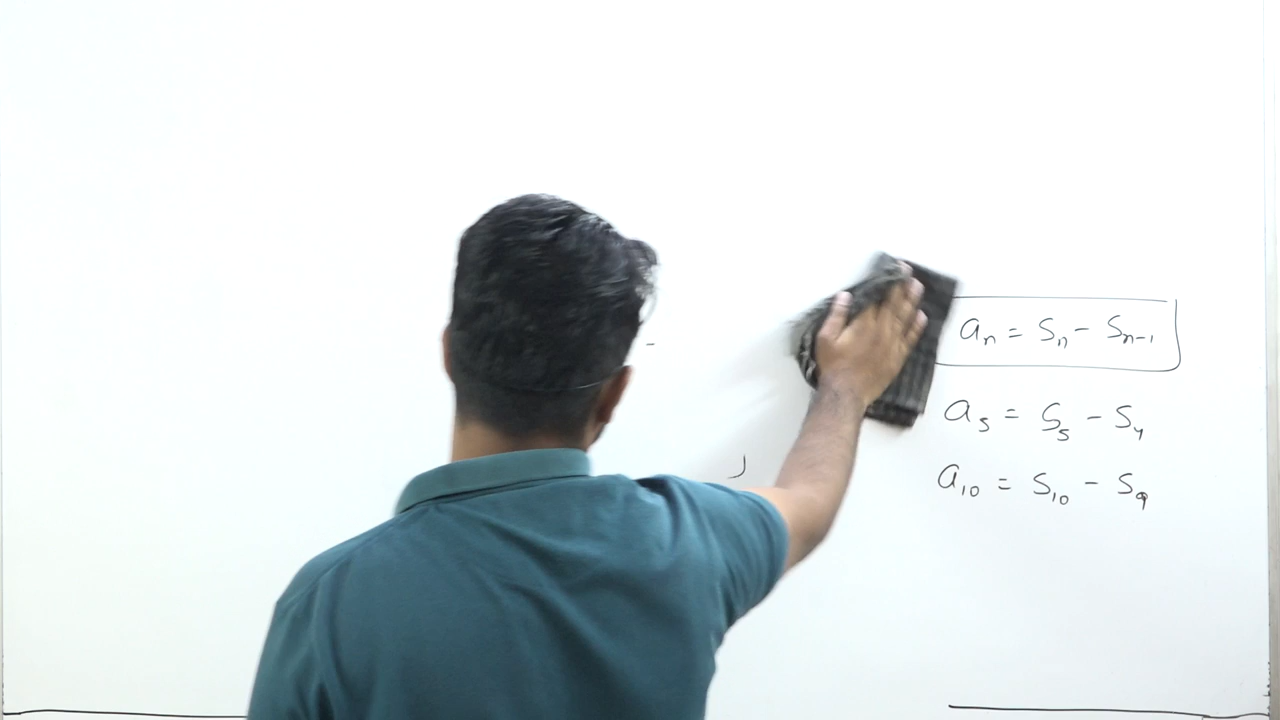 aₙ = Sₙ - Sₙ₋₁
a₅ = S₅ - S₄
a₁₀ = S₁₀ - S₉